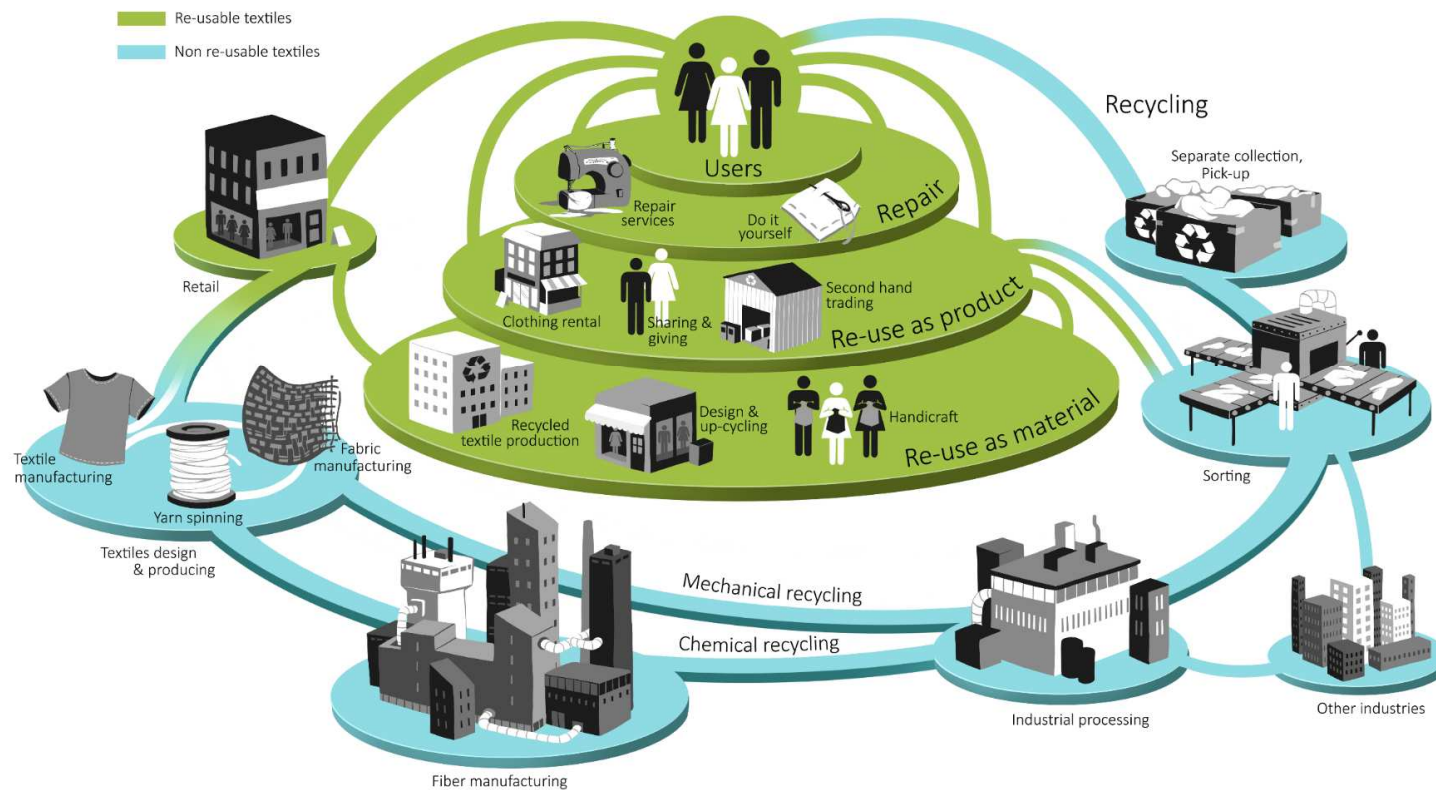 Re-usable textiles
Non re-usable textiles
Users
Recycling
Separate collection,
Pick-up
Repair
services
Do it
yourself
Repair
Retail
Clothing rental
Sharing &
giving
Second hand
trading
Re-use as product
Recycled
textile production
Design &
up-cycling
Handicraft
Re-use as material
Textile
manufacturing
Fabric
manufacturing
Yarn spinning
Textiles design
& producing
Sorting
Mechanical recycling
Chemical recycling
Industrial processing
Other industries
Fiber manufacturing